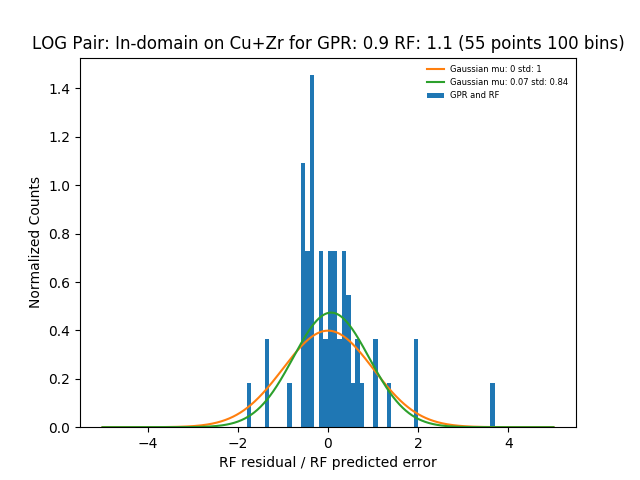 LOG Pair: In-domain on Cu+Zr for GPR: 0.9 RF: 1.1 (55 points 100 bins)
Gaussian mu: 0 std: 1
Gaussian mu: 0.07 std: 0.84
GPR and RF
Normalized Counts
1.4
1.2
1.0
0.8
0.6
0.4
0.2
0.0
−4
−2
0
2
4
RF residual / RF predicted error